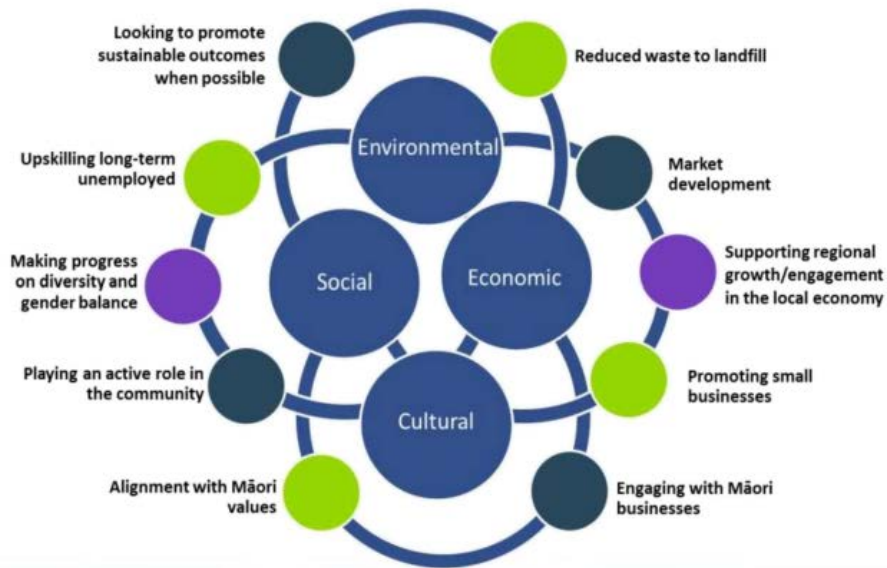 Looking to promote
sustainable outcomes
when possible
Reduced waste to landfill
Environmental
Upskilling long-term
unemployed
Market
development
Making progress
on diversity and
gender balance
Social
Economic
Supporting regional
growth/engagement
in the local economy
Playing an active role in
the community
Promoting small
businesses
Cultural
Alignment with Māori
values
Engaging with Māori
businesses